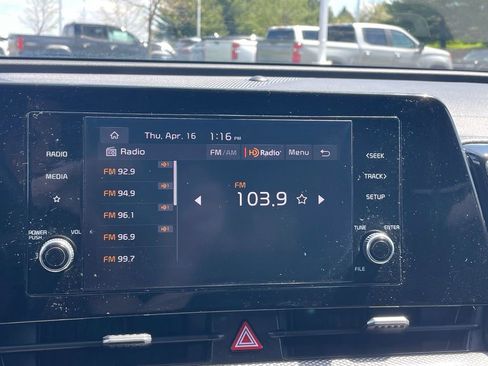 Thu, Apr. 16 1:16 PM
Radio FM/AM HD Radio Menu
RADIO
MEDIA
POWER PUSH VOL
FM 92.9
FM 94.9
FM 96.1
FM 96.9
FM 99.7
FM
103.9
<SEEK
TRACK>
SETUP
TUNE ENTER
FILE